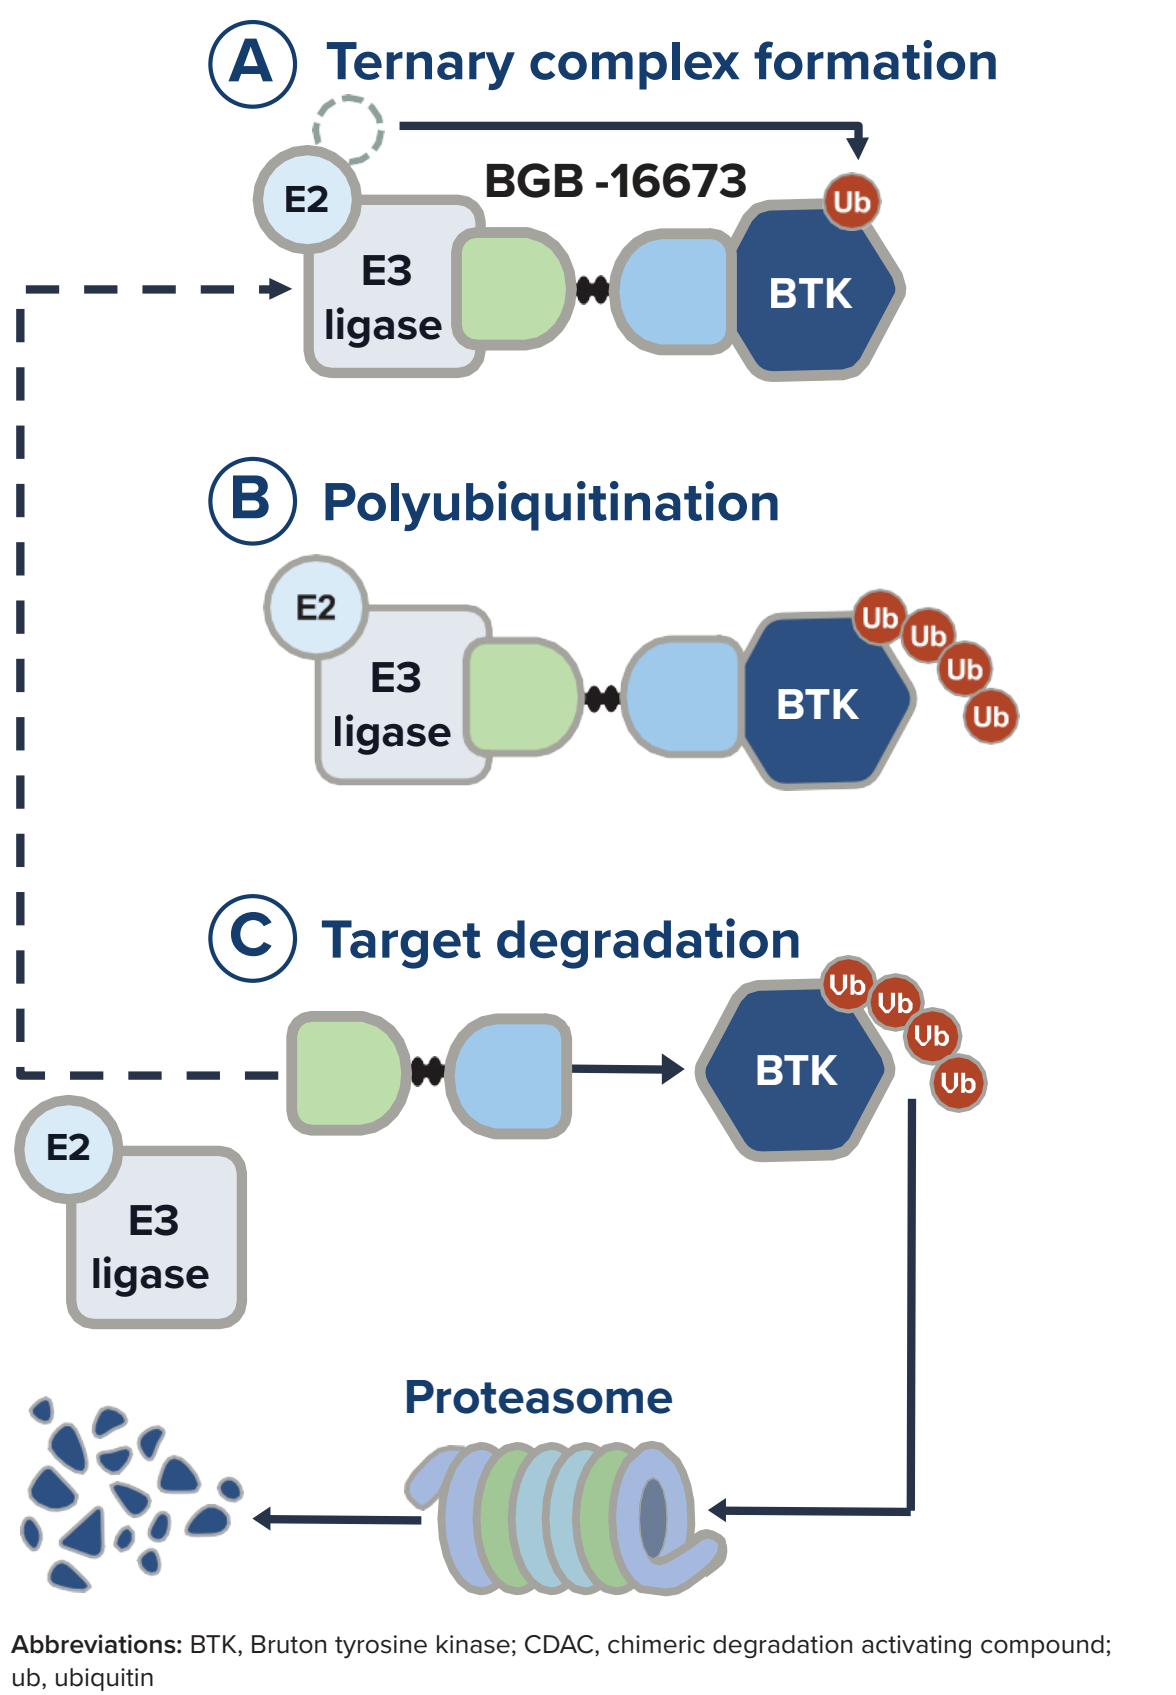 A Ternary complex formation
BGB -16673
E2
Ub
E3
ligase
BTK
B Polyubiquitination
E2
Ub
Ub
Ub
Ub
E3
ligase
BTK
C Target degradation
Ub
Ub
Ub
Ub
BTK
E2
E3
ligase
Proteasome
Abbreviations: BTK, Bruton tyrosine kinase; CDAC, chimeric degradation activating compound;
ub, ubiquitin